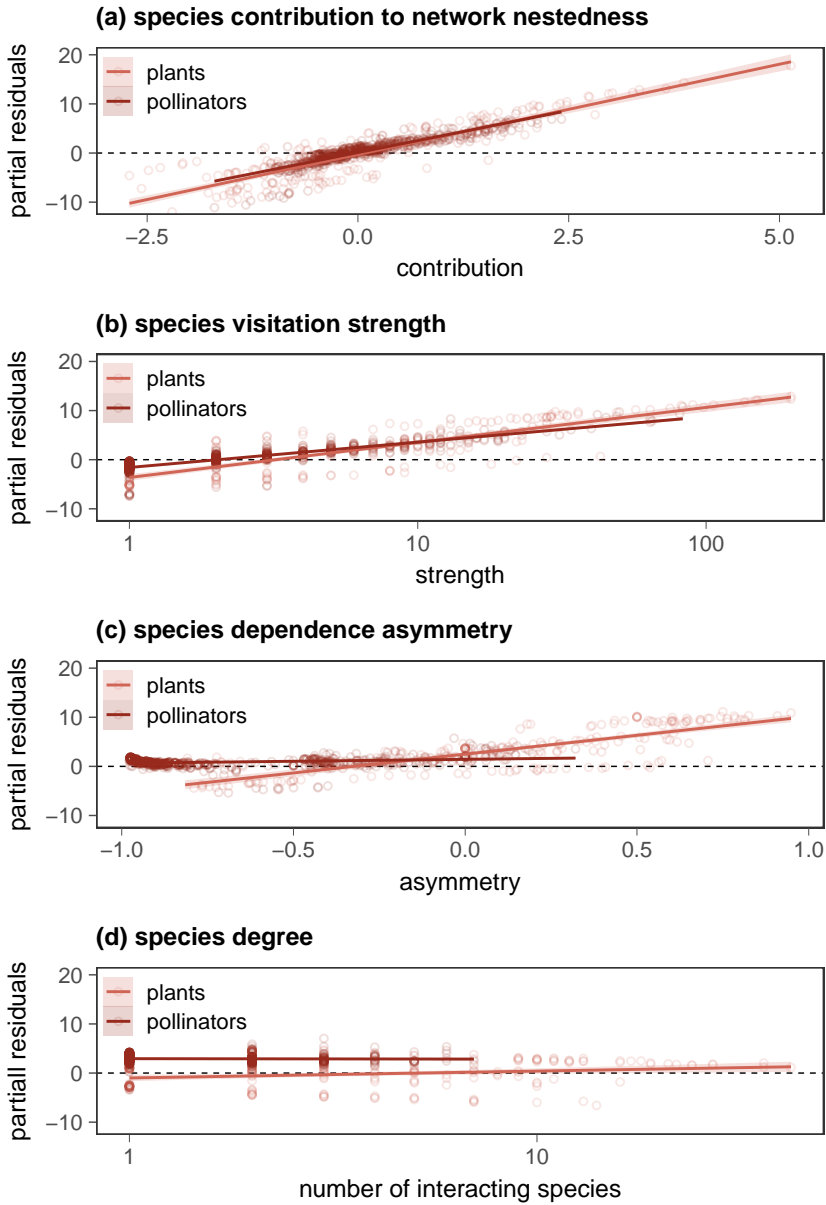 (a) species contribution to network nestedness
partial residuals
20
10
0
−10
plants
pollinators
−2.5 0.0 2.5 5.0
contribution
(b) species visitation strength
partial residuals
20
10
0
−10
plants
pollinators
1 10 100
strength
(c) species dependence asymmetry
partial residuals
20
10
0
−10
plants
pollinators
−1.0 −0.5 0.0 0.5 1.0
asymmetry
(d) species degree
partiall residuals
20
10
0
−10
plants
pollinators
1 10
number of interacting species